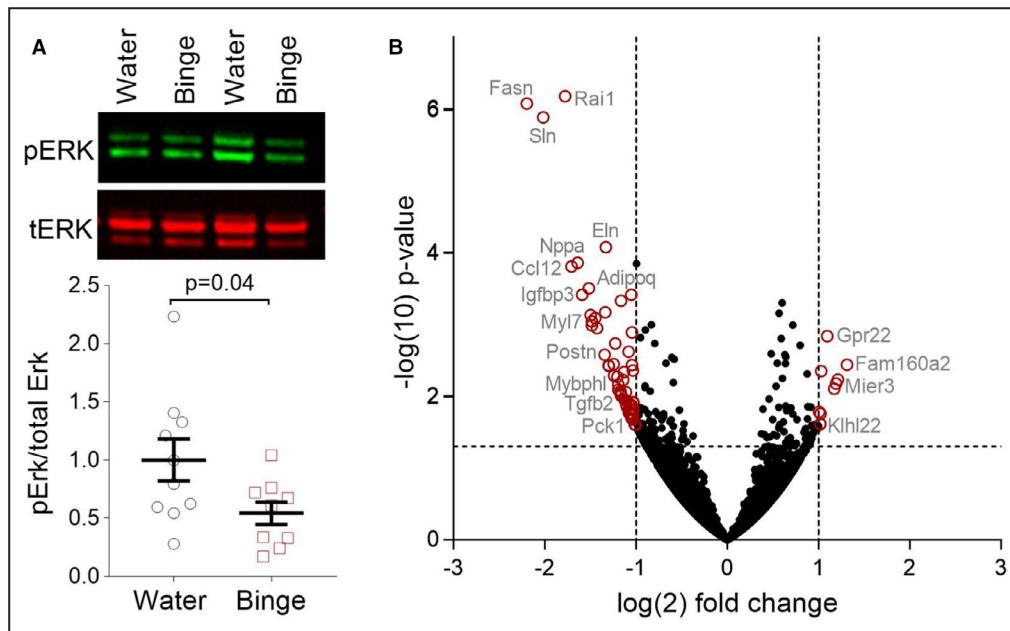 A
Water
Binge
Water
Binge
pERK
tERK
p=0.04
2.5
2.0
1.5
1.0
0.5
0.0
pErk/total Erk
Water
Binge
B
-log(10) p-value
6
4
2
0
Fasn
Rai1
Sln
Eln
Nppa
Ccl12
Adipoq
Igfbp3
Myl7
Postn
Mybphl
Tgfb2
Pck1
Gpr22
Fam160a2
Mier3
Klhl22
-3
-2
-1
0
1
2
3
log(2) fold change